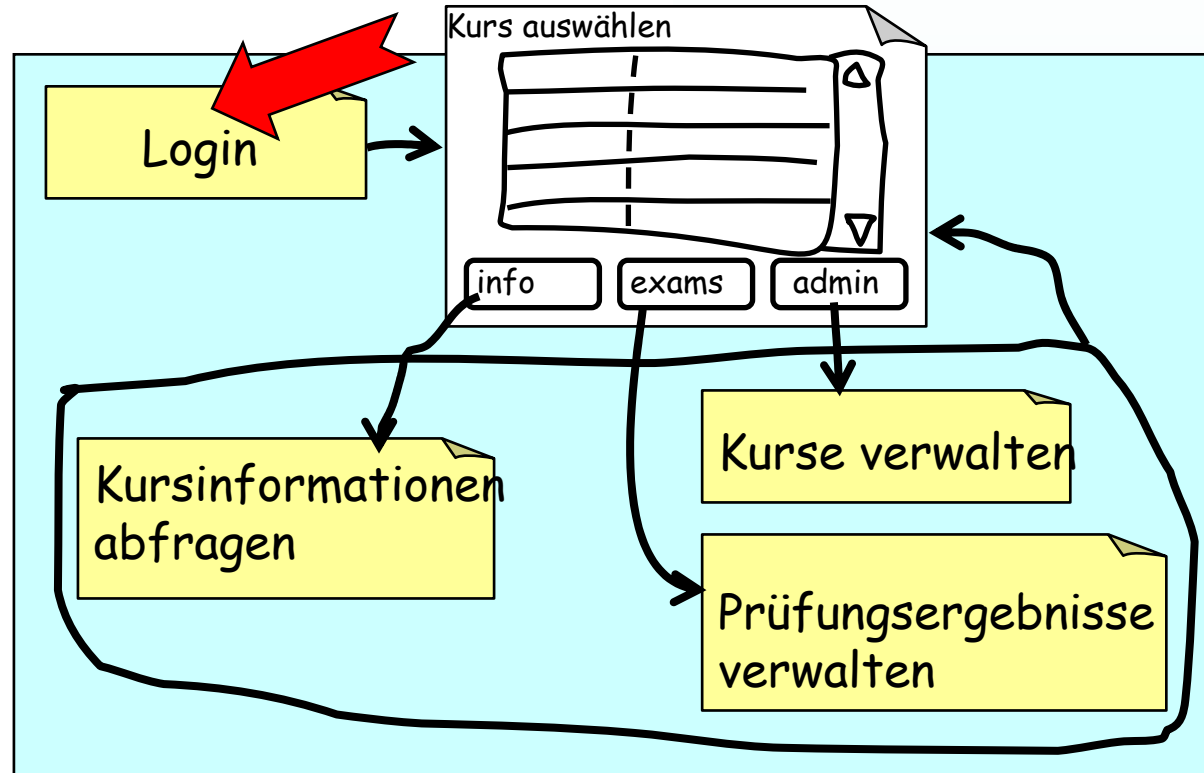 Kurs auswählen
Login
info
exams
admin
Kurse verwalten
Kursinformationen
abfragen
Prüfungsergebnisse
verwalten